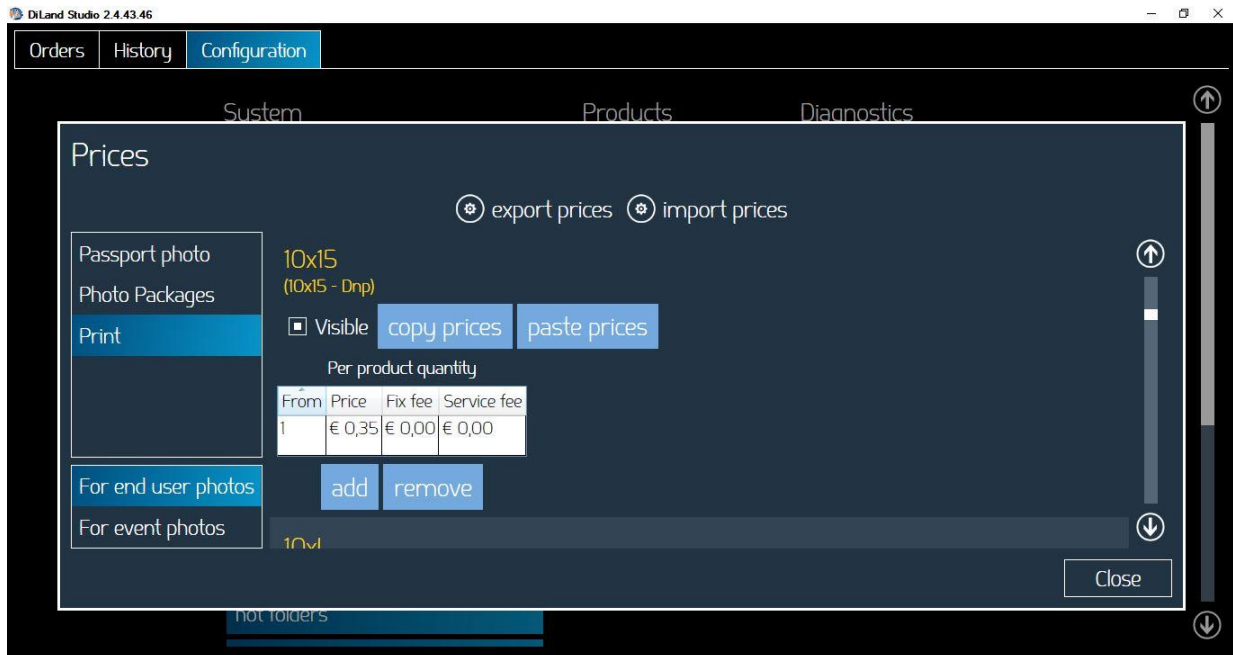 DiLand Studio 2.4.43.46
Orders History Configuration
System Products Diagnostics
Prices
export prices import prices
Passport photo
Photo Packages
Print
For end user photos
For event photos
10x15
(10x15 - Dnp)
Visible copy prices paste prices
Per product quantity
From Price Fix fee Service fee
1 € 0,35 € 0,00 € 0,00
add remove
Close
hot folders